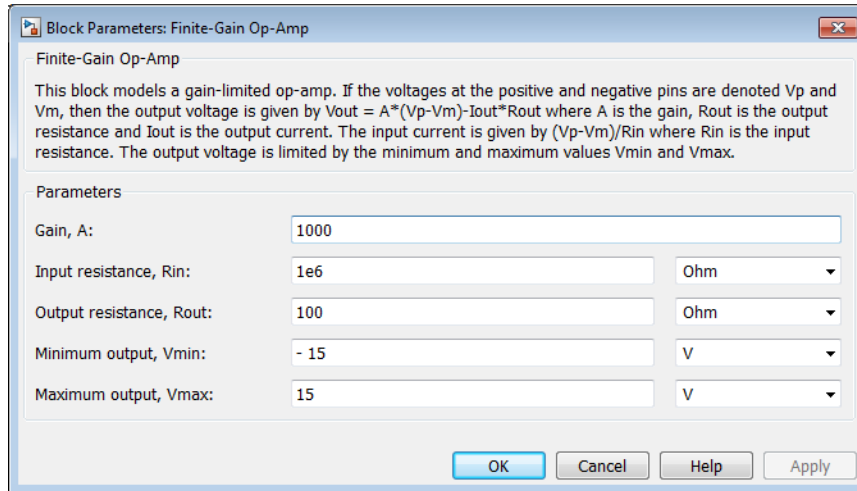 Block Parameters: Finite-Gain Op-Amp
Finite-Gain Op-Amp
This block models a gain-limited op-amp. If the voltages at the positive and negative pins are denoted Vp and
Vm, then the output voltage is given by Vout = A*(Vp-Vm)-Iout*Rout where A is the gain, Rout is the output
resistance and Iout is the output current. The input current is given by (Vp-Vm)/Rin where Rin is the input
resistance. The output voltage is limited by the minimum and maximum values Vmin and Vmax.
Parameters
Gain, A: 1000
Input resistance, Rin: 1e6 Ohm
Output resistance, Rout: 100 Ohm
Minimum output, Vmin: - 15 V
Maximum output, Vmax: 15 V
OK Cancel Help Apply